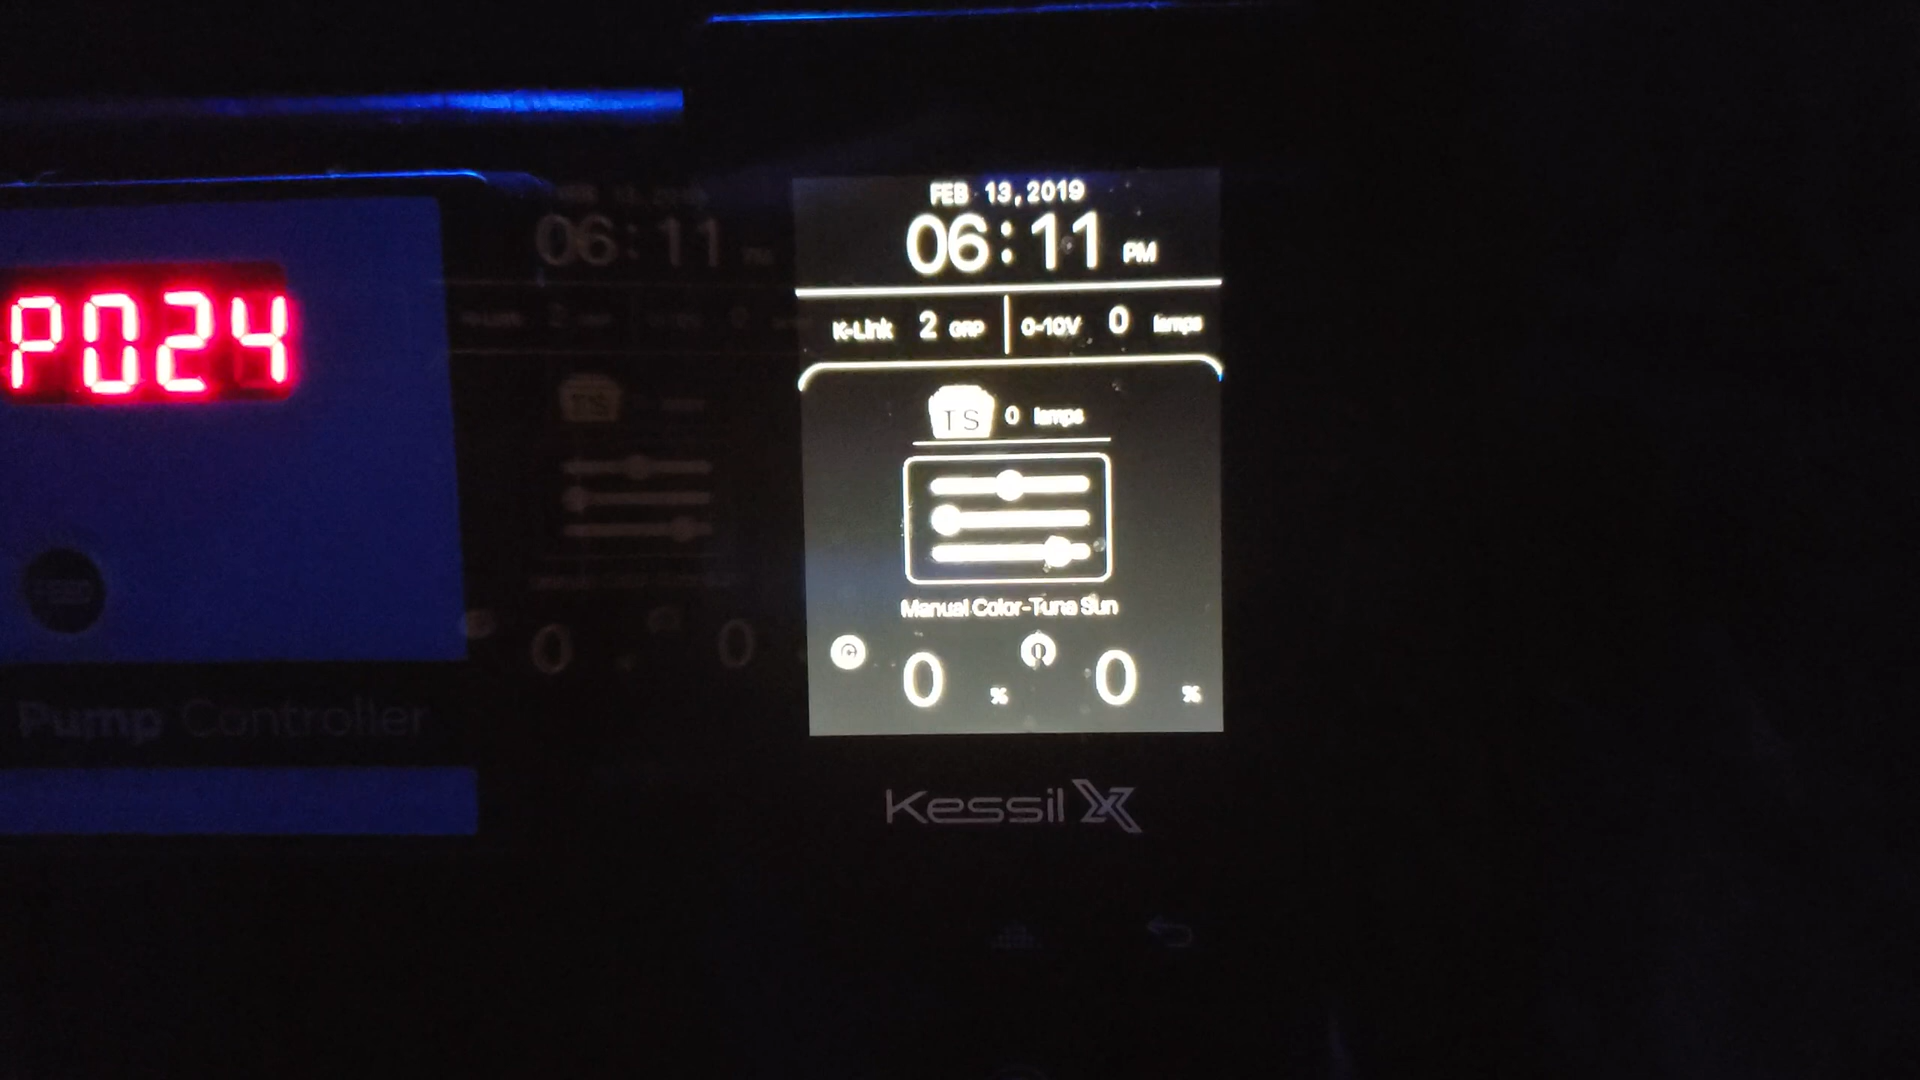 P024
Pump Controller
FEB 13, 2019
06:11 PM
K-Link 2 GRP 0-10V 0 lamps
TS 0 lamps
Manual Color-Tune Sun
C 0 % I 0 %
Kessil X